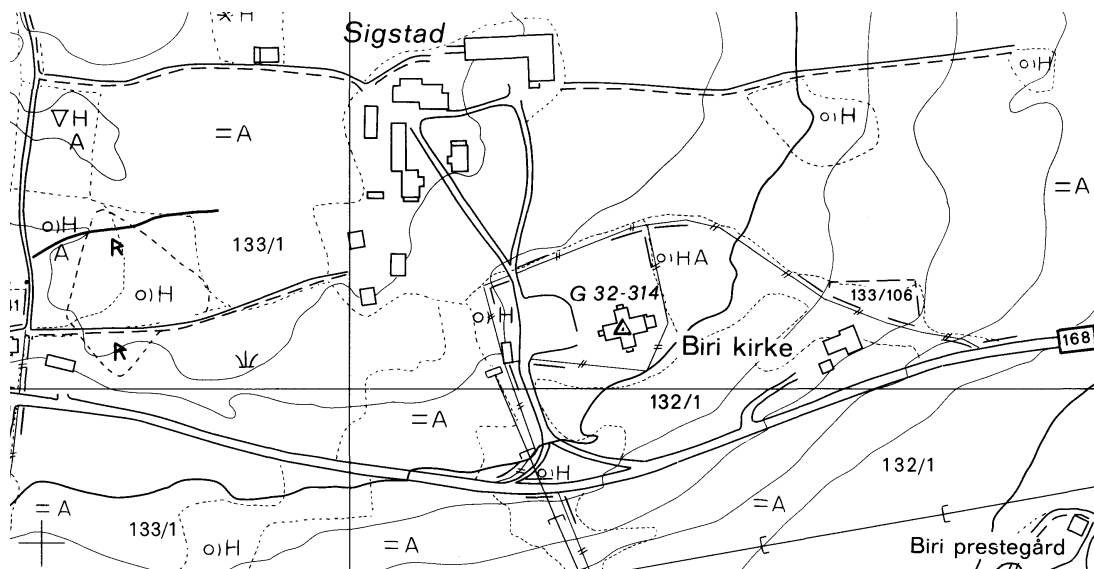 H
Sigstad
H
H
H
A
=A
=A
H
A
R
133/1
H
HA
G 32-314
133/106
H
R
168
Biri kirke
132/1
=A
132/1
H
=A
133/1
=A
H
=A
Biri prestegård